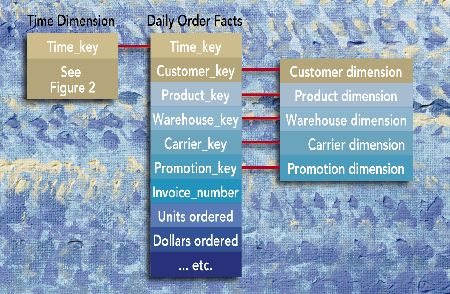 Time Dimension
Time_key
See
Figure 2
Daily Order Facts
Time_key
Customer_key
Product_key
Warehouse_key
Carrier_key
Promotion_key
Invoice_number
Units ordered
Dollars ordered
... etc.
Customer dimension
Product dimension
Warehouse dimension
Carrier dimension
Promotion dimension